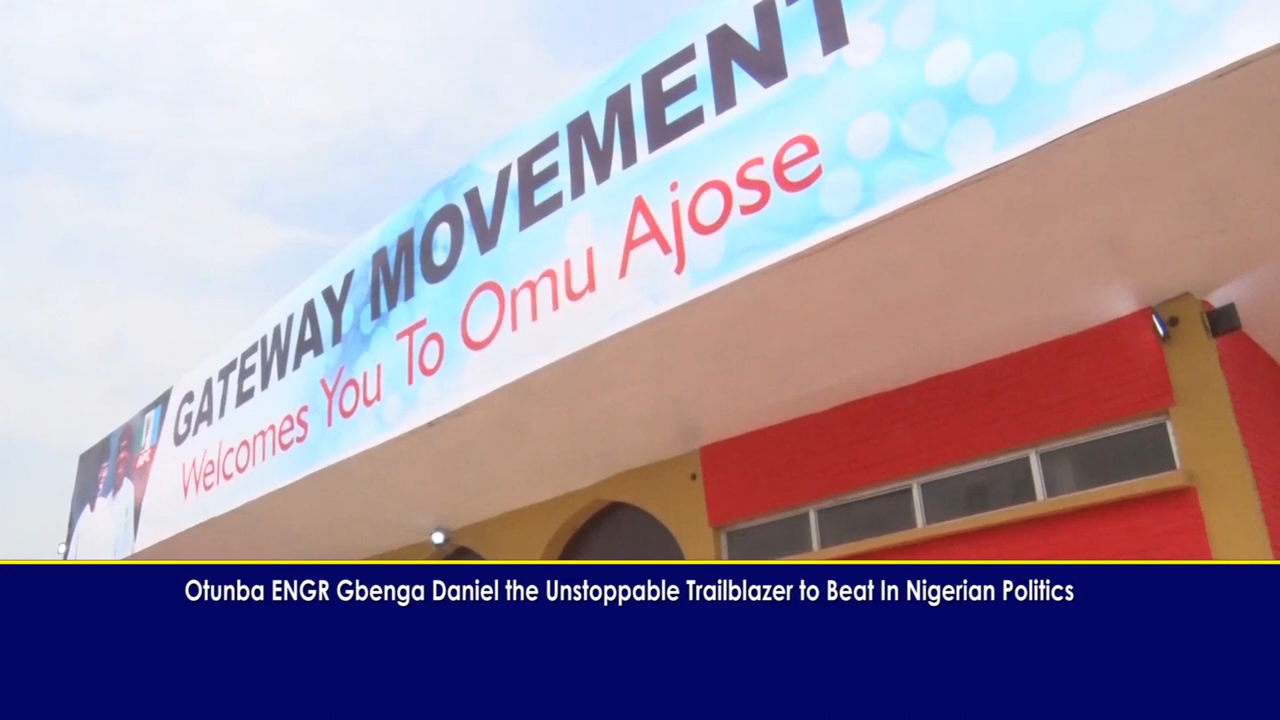 GATEWAY MOVEMENT
Welcomes You To Omu Ajose
Otunba ENGR Gbenga Daniel the Unstoppable Trailblazer to Beat In Nigerian Politics